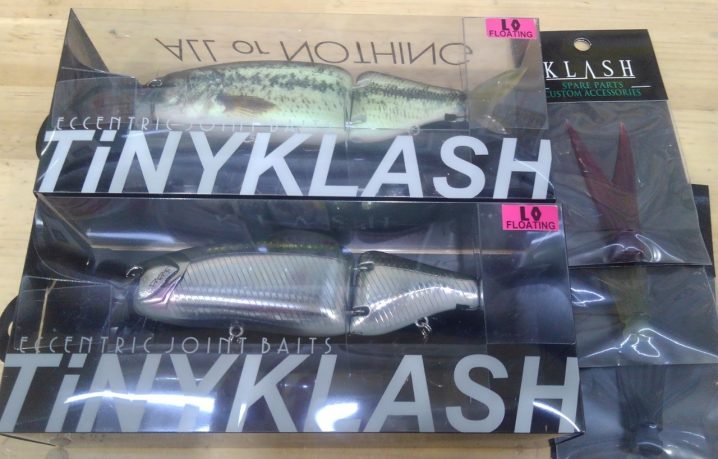 ALL or NOTHING
LO
FLOATING
ECCENTRIC JOINT BAITS
TiNYKLASH
KLASH
SPARE PARTS
CUSTOM ACCESSORIES
LO
FLOATING
ECCENTRIC JOINT BAITS
TiNYKLASH